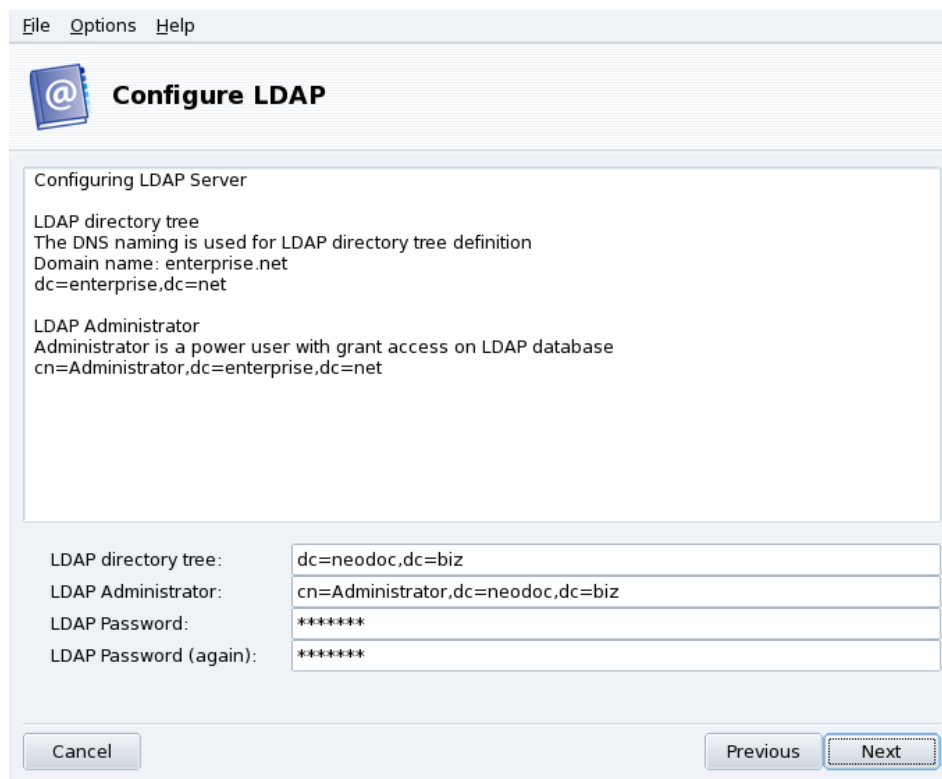 File Options Help
@
Configure LDAP
Configuring LDAP Server
LDAP directory tree
The DNS naming is used for LDAP directory tree definition
Domain name: enterprise.net
dc=enterprise,dc=net
LDAP Administrator
Administrator is a power user with grant access on LDAP database
cn=Administrator,dc=enterprise,dc=net
LDAP directory tree: dc=neodoc,dc=biz
LDAP Administrator: cn=Administrator,dc=neodoc,dc=biz
LDAP Password: *******
LDAP Password (again): *******
Cancel Previous Next